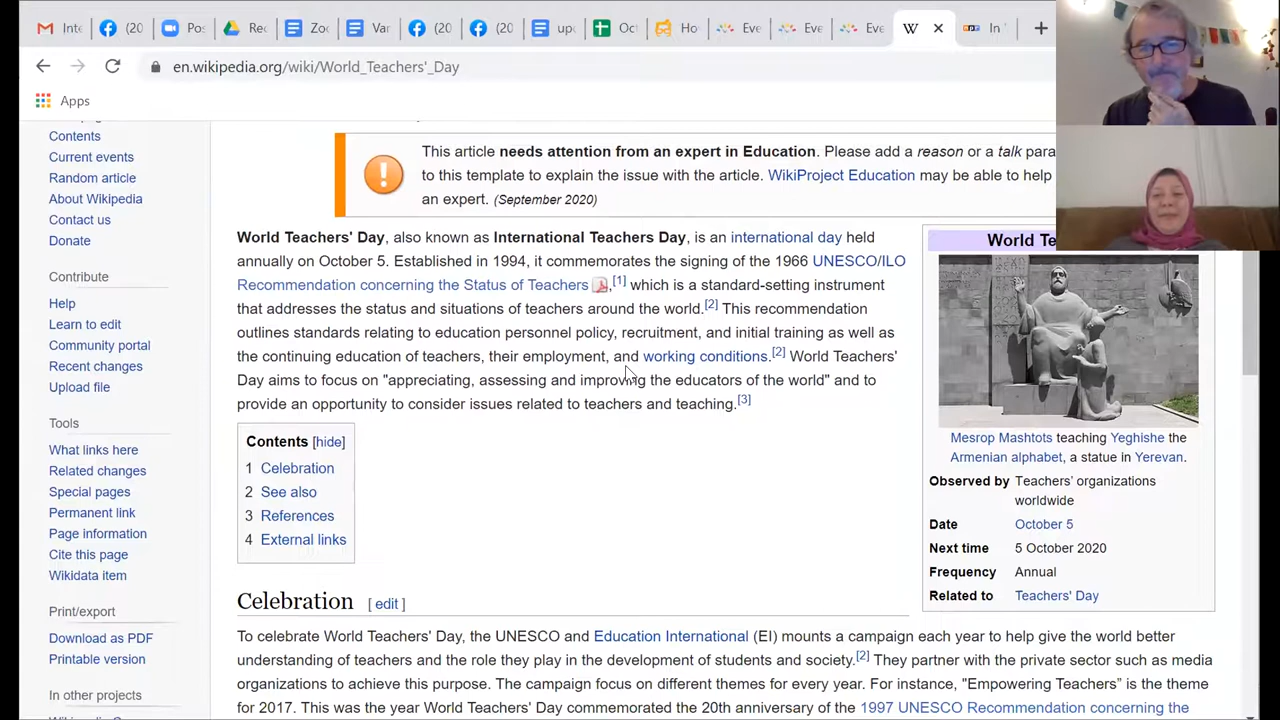 Inte
(20
Pos
Rec
Zoo
Var
(20
(20
up
Oct
Ho
Eve
Eve
Eve
W
In '
en.wikipedia.org/wiki/World_Teachers'_Day
Apps
Contents
Current events
Random article
About Wikipedia
Contact us
Donate
Contribute
Help
Learn to edit
Community portal
Recent changes
Upload file
Tools
What links here
Related changes
Special pages
Permanent link
Page information
Cite this page
Wikidata item
Print/export
Download as PDF
Printable version
In other projects
This article needs attention from an expert in Education. Please add a reason or a talk para
to this template to explain the issue with the article. WikiProject Education may be able to help
an expert. (September 2020)
World Teachers' Day, also known as International Teachers Day, is an international day held
annually on October 5. Established in 1994, it commemorates the signing of the 1966 UNESCO/ILO
Recommendation concerning the Status of Teachers,[1] which is a standard-setting instrument
that addresses the status and situations of teachers around the world.[2] This recommendation
outlines standards relating to education personnel policy, recruitment, and initial training as well as
the continuing education of teachers, their employment, and working conditions.[2] World Teachers'
Day aims to focus on "appreciating, assessing and improving the educators of the world" and to
provide an opportunity to consider issues related to teachers and teaching.[3]
Contents [hide]
1 Celebration
2 See also
3 References
4 External links
World Te
Mesrop Mashtots teaching Yeghishe the
Armenian alphabet, a statue in Yerevan.
Observed by Teachers' organizations
worldwide
Date October 5
Next time 5 October 2020
Frequency Annual
Related to Teachers' Day
Celebration [ edit ]
To celebrate World Teachers' Day, the UNESCO and Education International (EI) mounts a campaign each year to help give the world better
understanding of teachers and the role they play in the development of students and society.[2] They partner with the private sector such as media
organizations to achieve this purpose. The campaign focus on different themes for every year. For instance, "Empowering Teachers" is the theme
for 2017. This was the year World Teachers' Day commemorated the 20th anniversary of the 1997 UNESCO Recommendation concerning the